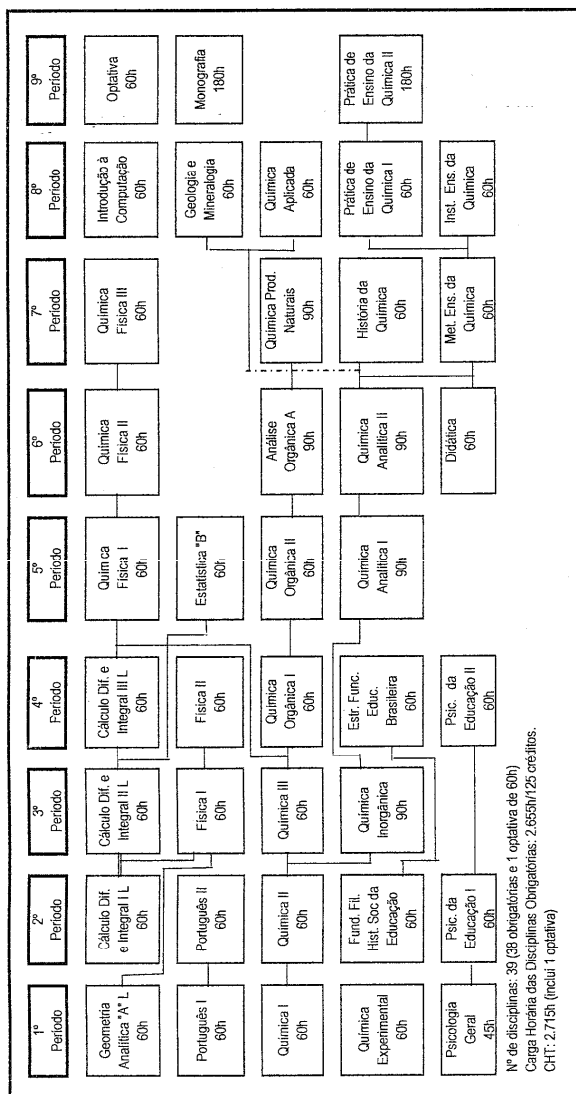 1º
Período
2º
Período
3º
Período
4º
Período
5º
Período
6º
Período
7º
Período
8º
Período
9º
Período
Geometria
Analítica "A" L
60h
Cálculo Dif.
e Integral I L
60h
Cálculo Dif. e
Integral II L
60h
Cálculo Dif. e
Integral III L
60h
Química
Física I
60h
Química
Física II
60h
Química
Física III
60h
Introdução à
Computação
60h
Optativa
60h
Português I
60h
Português II
60h
Física I
60h
Física II
60h
Estatística "B"
60h
Geologia e
Mineralogia
60h
Monografia
180h
Química I
60h
Química II
60h
Química III
60h
Química
Orgânica I
60h
Química
Orgânica II
60h
Análise
Orgânica A
90h
Química Prod.
Naturais
90h
Química
Aplicada
60h
Química
Experimental
60h
Fund. Fil.
Hist. Soc da
Educação
60h
Química
Inorgânica
90h
Estr. Func.
Educ.
Brasileira
60h
Química
Analítica I
90h
Química
Analítica II
90h
História da
Química
60h
Prática de
Ensino da
Química I
60h
Prática de
Ensino da
Química II
180h
Psicologia
Geral
45h
Psic. da
Educação I
60h
Psic. da
Educação II
60h
Didática
60h
Met. Ens. da
Química
60h
Inst. Ens. da
Química
60h
Nº de disciplinas: 39 (38 obrigatórias e 1 optativa de 60h)
Carga Horária das Disciplinas Obrigatórias: 2.655h/125 créditos.
CHT: 2.715h (inclui 1 optativa)